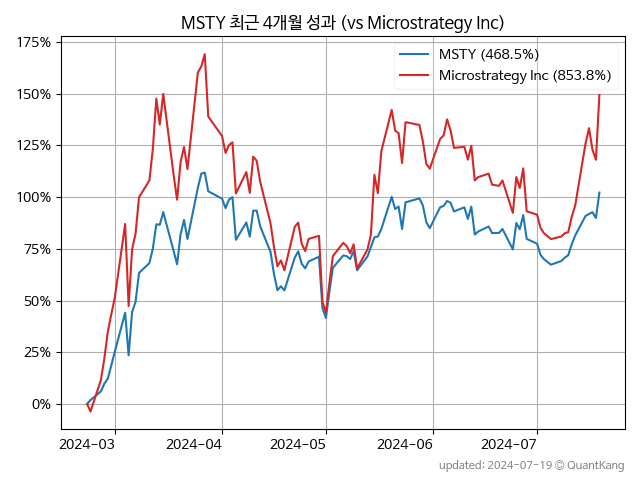 MSTY 최근 4개월 성과 (vs Microstrategy Inc)
MSTY (468.5%)
Microstrategy Inc (853.8%)
175%
150%
125%
100%
75%
50%
25%
0%
2024-03 2024-04 2024-05 2024-06 2024-07
updated: 2024-07-19 © QuantKang